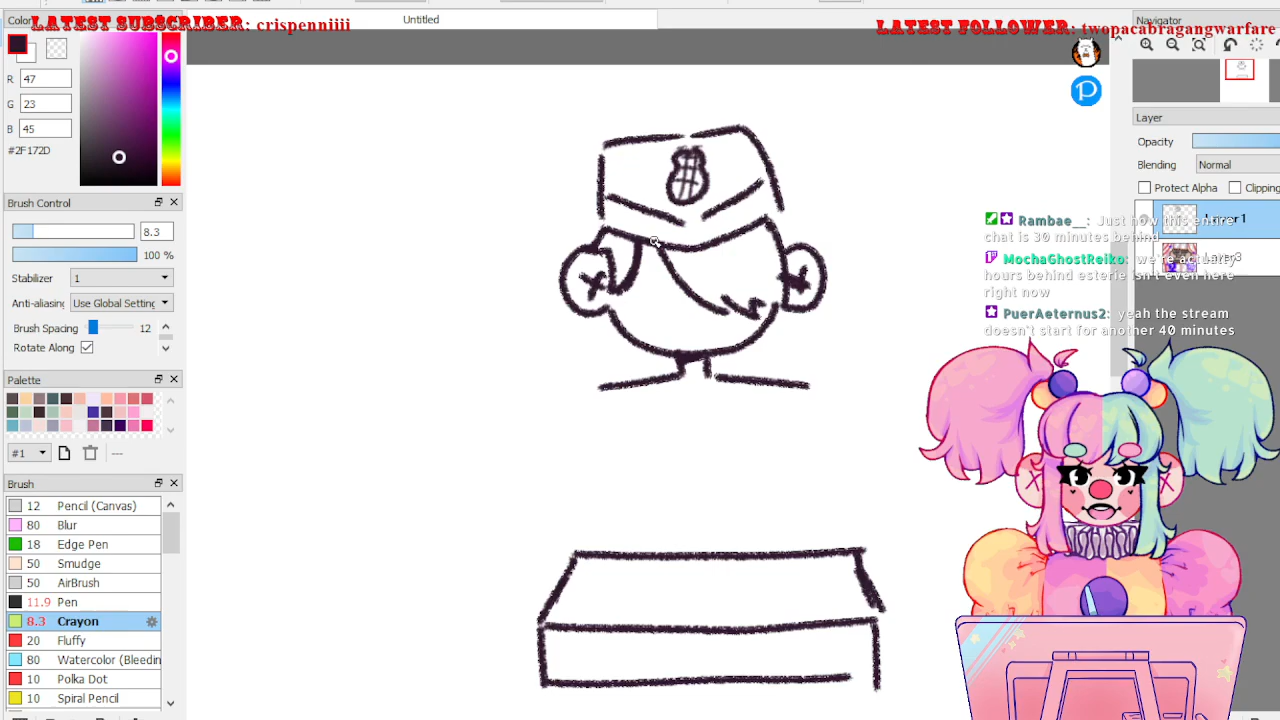 Untitled
Color
LATEST SUBSCRIBER: crispenniiii
LATEST FOLLOWER: twopacabragangwarfare
Navigator
R 47
G 23
B 45
#2F172D
Brush Control
8.3
100 %
Stabilizer 1
Anti-aliasing Use Global Setting
Brush Spacing 12
Rotate Along
Palette
#1
Brush
12 Pencil (Canvas)
80 Blur
18 Edge Pen
50 Smudge
50 AirBrush
11.9 Pen
8.3 Crayon
20 Fluffy
80 Watercolor (Bleedin
10 Polka Dot
10 Spiral Pencil
Layer
Opacity
Blending Normal
Protect Alpha Clipping
Rambae__: Just how this entire
chat is 30 minutes behind
MochaGhostReiko: we're actually
hours behind esterie isn't even here
right now
PuerAeternus2: yeah the stream
doesn't start for another 40 minutes